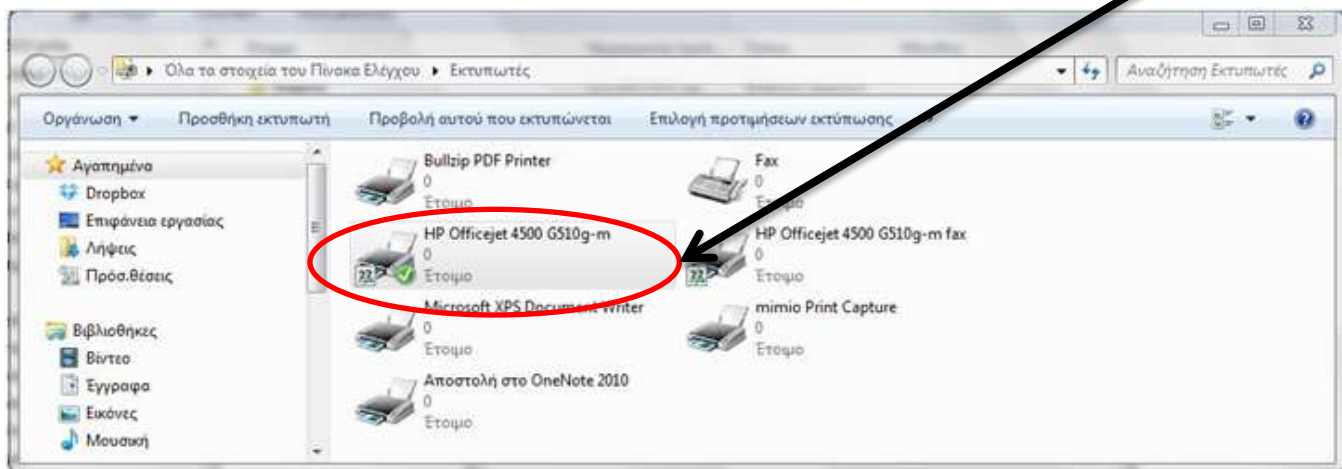 Όλα τα στοιχεία του Πίνακα Ελέγχου ▸ Εκτυπωτές
Αναζήτηση Εκτυπωτές
Οργάνωση Προσθήκη εκτυπωτή Προβολή αυτού που εκτυπώνεται Επιλογή προτιμήσεων εκτύπωσης
Αγαπημένα
Dropbox
Επιφάνεια εργασίας
Λήψεις
Πρόσ.θέσεις
Βιβλιοθήκες
Βίντεο
Έγγραφα
Εικόνες
Μουσική
Bullzip PDF Printer
0
Έτοιμο
Fax
0
Έτοιμο
HP Officejet 4500 G510g-m
0
Έτοιμο
HP Officejet 4500 G510g-m fax
0
Έτοιμο
Microsoft XPS Document Writer
0
Έτοιμο
mimio Print Capture
0
Έτοιμο
Αποστολή στο OneNote 2010
0
Έτοιμο